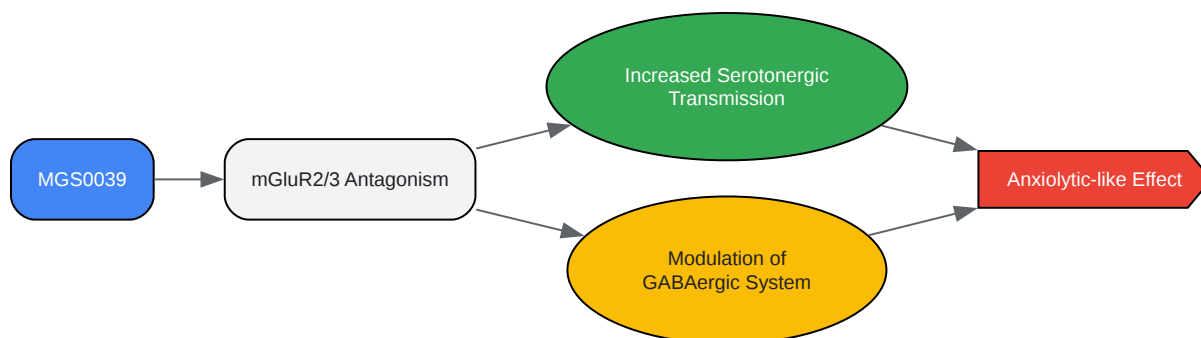 MGS0039
mGluR2/3 Antagonism
Increased Serotonergic
Transmission
Modulation of
GABAergic System
Anxiolytic-like Effect